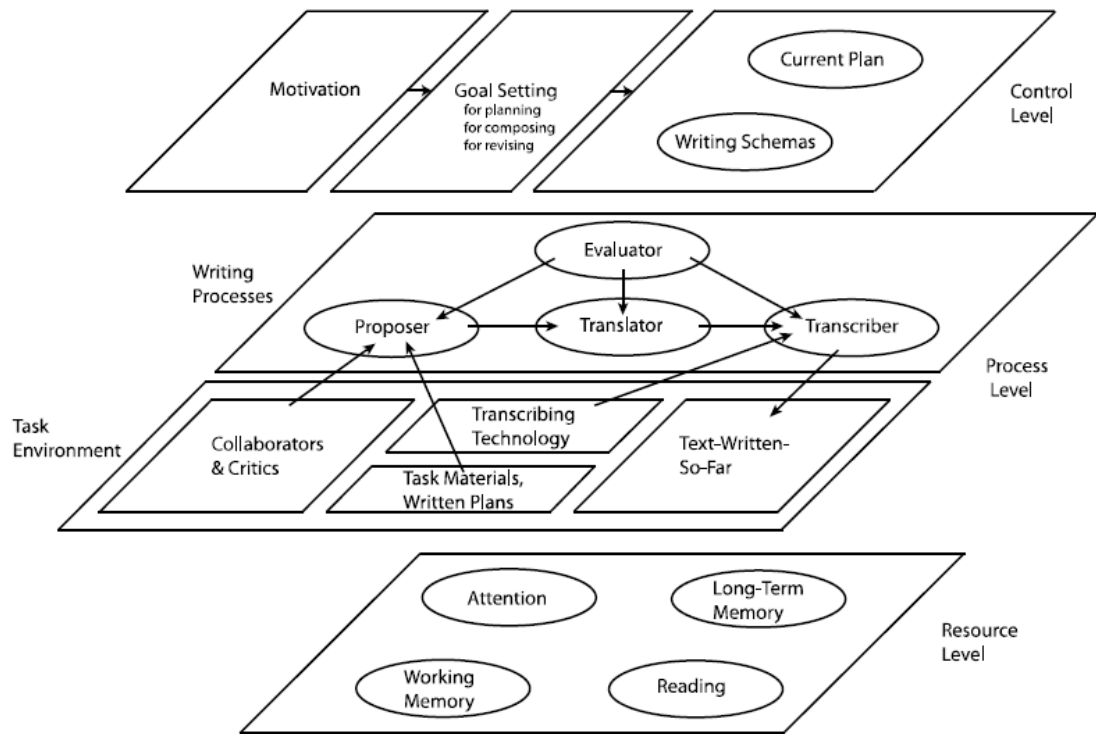 Motivation
Goal Setting
for planning
for composing
for revising
Current Plan
Writing Schemas
Control
Level
Writing
Processes
Evaluator
Proposer
Translator
Transcriber
Process
Level
Task
Environment
Collaborators
& Critics
Transcribing
Technology
Task Materials,
Written Plans
Text-Written-
So-Far
Attention
Long-Term
Memory
Working
Memory
Reading
Resource
Level